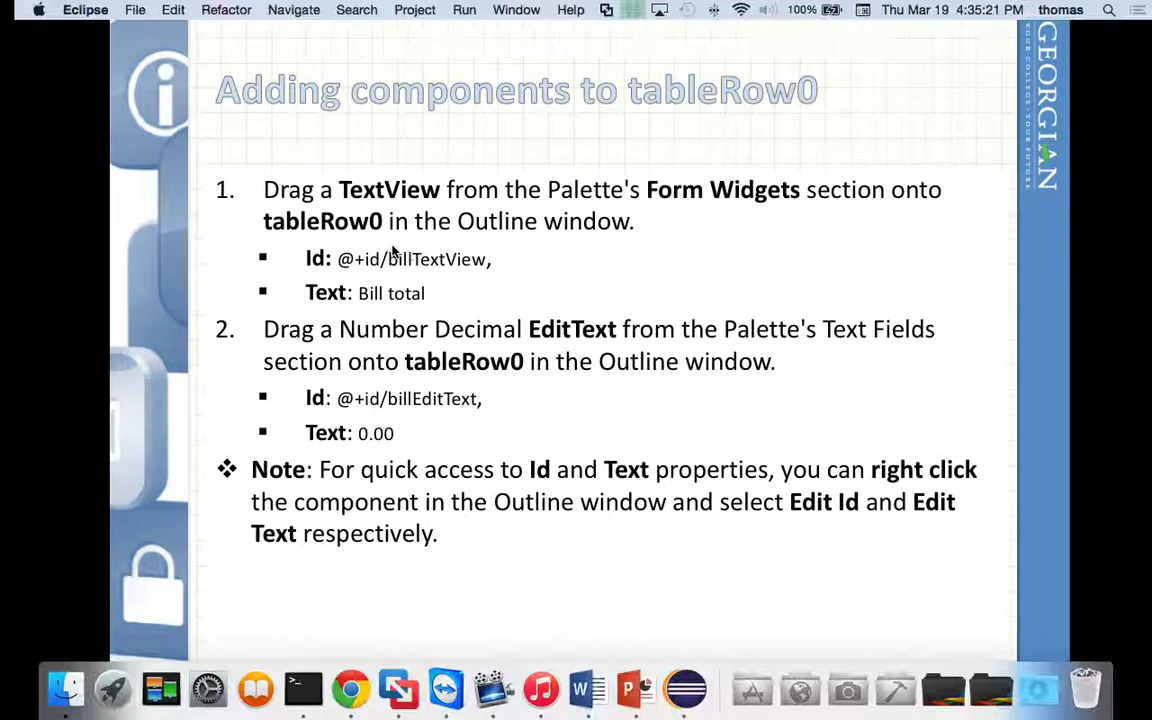 Eclipse File Edit Refactor Navigate Search Project Run Window Help 100% Thu Mar 19 4:35:21 PM thomas
Adding components to tableRow0
GEORGIAN
YOUR COLLEGE · YOUR FUTURE
1. Drag a TextView from the Palette's Form Widgets section onto
tableRow0 in the Outline window.
▪ Id: @+id/billTextView,
▪ Text: Bill total
2. Drag a Number Decimal EditText from the Palette's Text Fields
section onto tableRow0 in the Outline window.
▪ Id: @+id/billEditText,
▪ Text: 0.00
❖ Note: For quick access to Id and Text properties, you can right click
the component in the Outline window and select Edit Id and Edit
Text respectively.